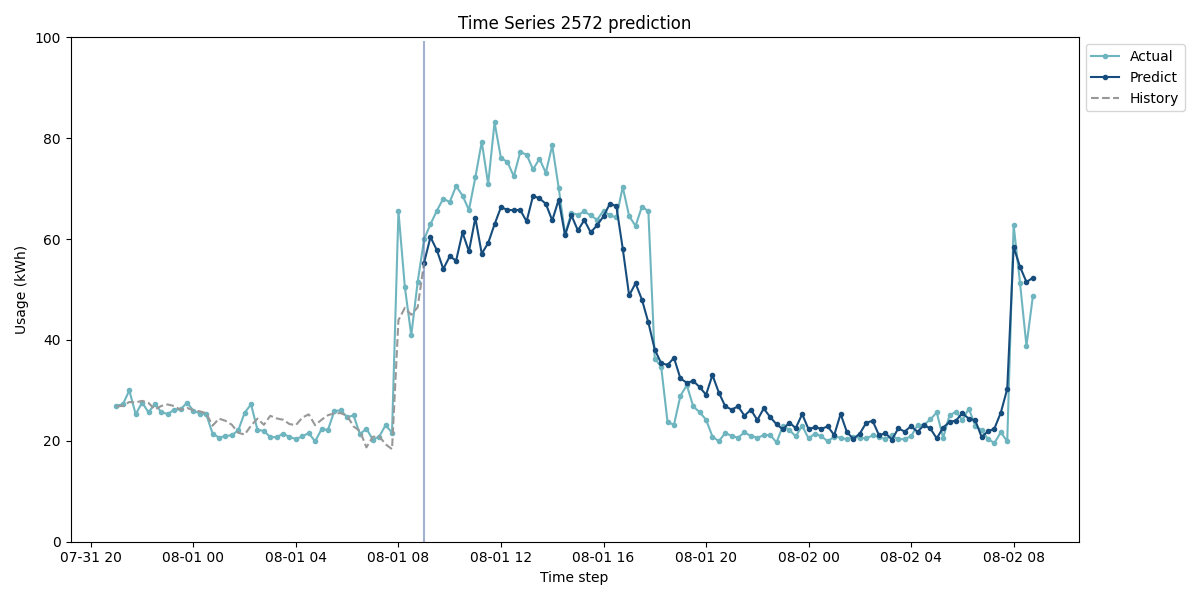 Time Series 2572 prediction
100
80
60
40
20
0
Usage (kWh)
07-31 20
08-01 00
08-01 04
08-01 08
08-01 12
08-01 16
08-01 20
08-02 00
08-02 04
08-02 08
Time step
Actual
Predict
History